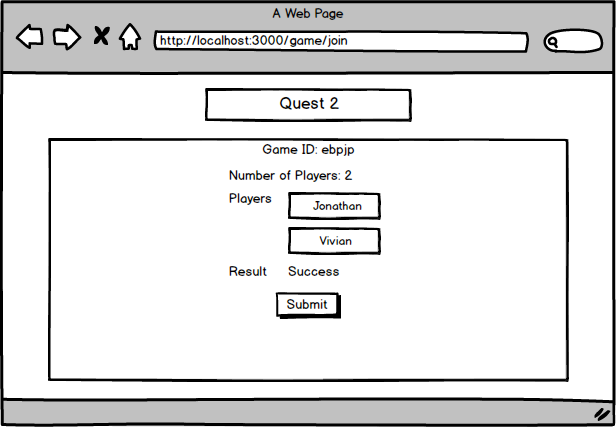 A Web Page
http://localhost:3000/game/join
Quest 2
Game ID: ebpjp
Number of Players: 2
Players Jonathan
Vivian
Result Success
Submit